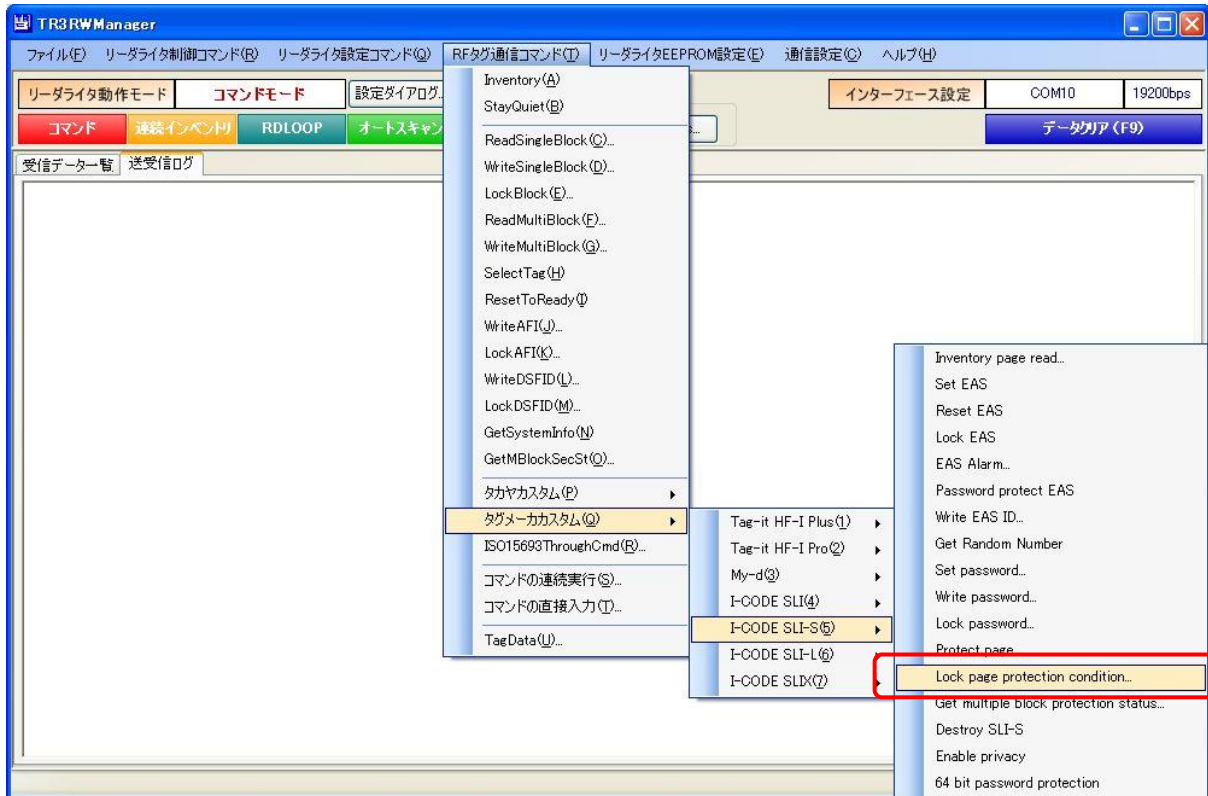 TR3RWManager
ファイル(F) リーダライタ制御コマンド(R) リーダライタ設定コマンド(Q) RFタグ通信コマンド(T) リーダライタEEPROM設定(E) 通信設定(C) ヘルプ(H)
リーダライタ動作モード コマンドモード 設定ダイアログ インターフェース設定 COM10 19200bps
コマンド 連続インベントリ RDLOOP オートスキャン データクリア(F9)
受信データ一覧 送受信ログ
Inventory(A)
StayQuiet(B)
ReadSingleBlock(C)...
WriteSingleBlock(D)...
LockBlock(E)...
ReadMultiBlock(F)...
WriteMultiBlock(G)...
SelectTag(H)
ResetToReady(I)
WriteAFI(J)...
LockAFI(K)...
WriteDSFID(L)...
LockDSFID(M)...
GetSystemInfo(N)
GetMBlockSecSt(O)...
タカヤカスタム(P)
タグメーカカスタム(Q)
ISO15693ThroughCmd(R)...
コマンドの連続実行(S)...
コマンドの直接入力(T)...
TagData(U)...
Tag-it HF-I Plus(1)
Tag-it HF-I Pro(2)
My-d(3)
I-CODE SLI(4)
I-CODE SLI-S(5)
I-CODE SLI-L(6)
I-CODE SLIX(7)
Inventory page read...
Set EAS
Reset EAS
Lock EAS
EAS Alarm...
Password protect EAS
Write EAS ID...
Get Random Number
Set password...
Write password...
Lock password...
Protect page...
Lock page protection condition...
Get multiple block protection status...
Destroy SLI-S
Enable privacy
64 bit password protection